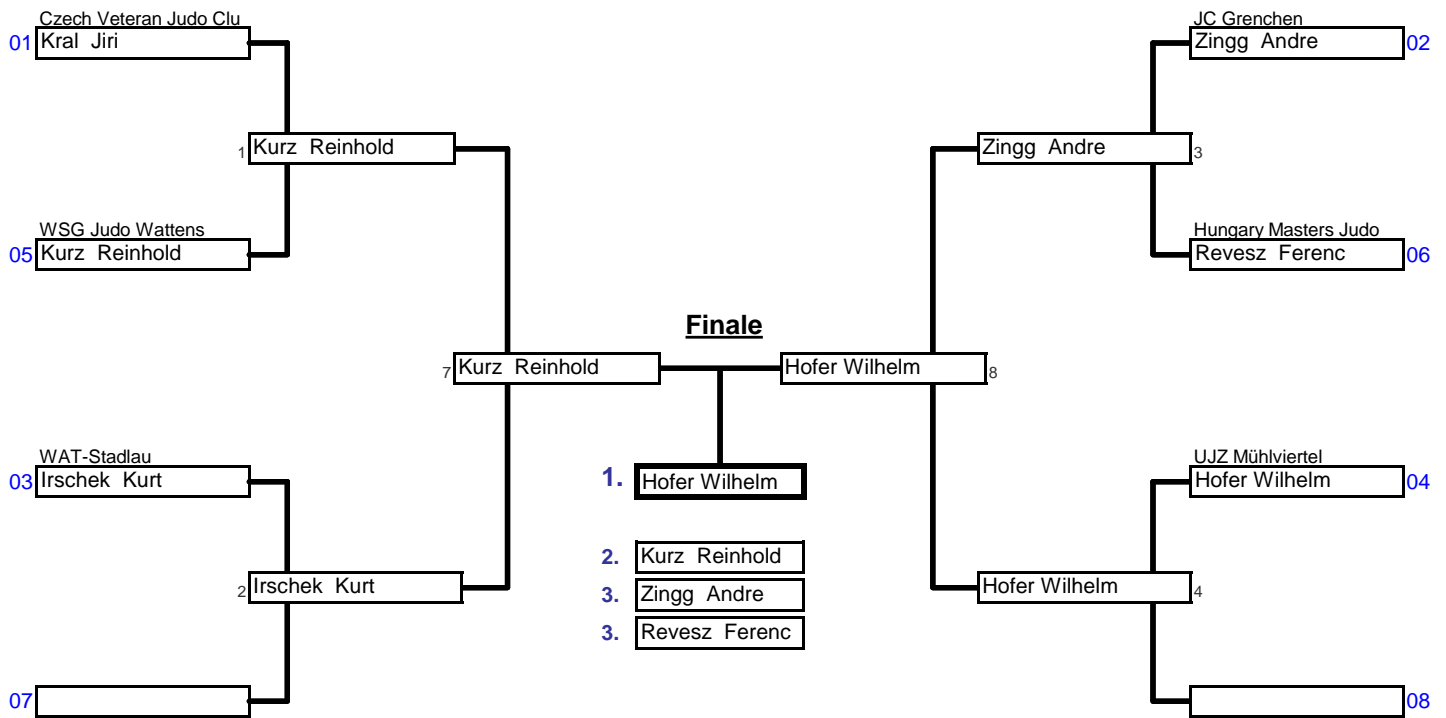 Czech Veteran Judo Clu
JC Grenchen
01 Kral Jiri
Zingg Andre 02
1 Kurz Reinhold
Zingg Andre 3
WSG Judo Wattens
Hungary Masters Judo
05 Kurz Reinhold
Revesz Ferenc 06
Finale
7 Kurz Reinhold
Hofer Wilhelm 8
WAT-Stadlau
UJZ Mühlviertel
03 Irschek Kurt
1. Hofer Wilhelm
Hofer Wilhelm 04
2. Kurz Reinhold
2 Irschek Kurt
3. Zingg Andre
Hofer Wilhelm 4
3. Revesz Ferenc
07
08